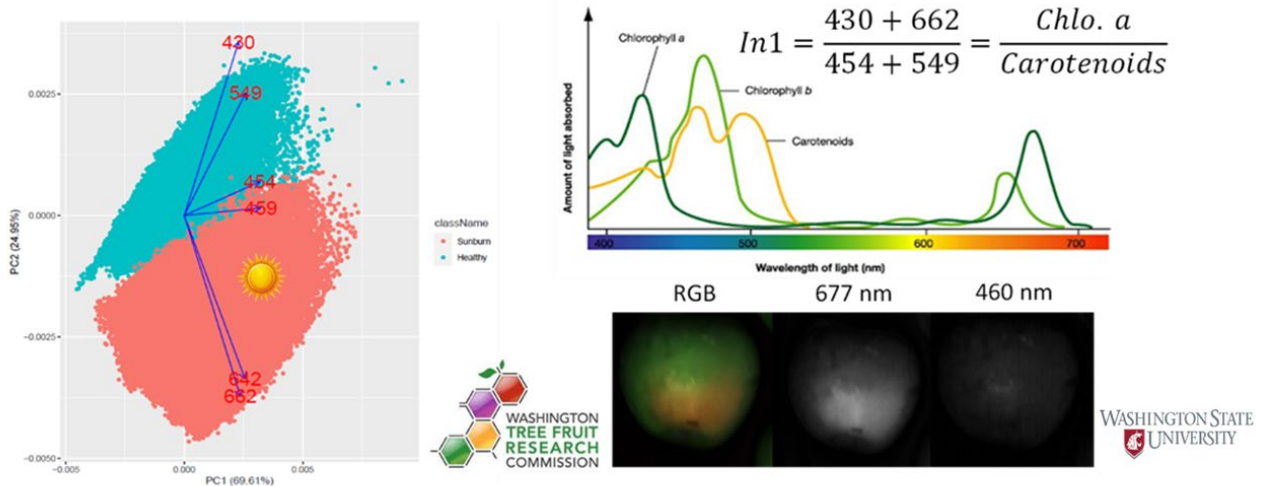 430
549
454
459
642
662
0.0025
0.0000
-0.0025
-0.0050
-0.005
0.000
0.005
PC2 (24.95%)
PC1 (69.61%)
className
Sunburn
Healthy
In1 = 430 + 662 / 454 + 549 = Chlo. a / Carotenoids
Chlorophyll a
Chlorophyll b
Carotenoids
Amount of light absorbed
400
500
600
700
Wavelength of light (nm)
RGB
677 nm
460 nm
WASHINGTON
TREE FRUIT
RESEARCH
COMMISSION
WASHINGTON STATE
UNIVERSITY